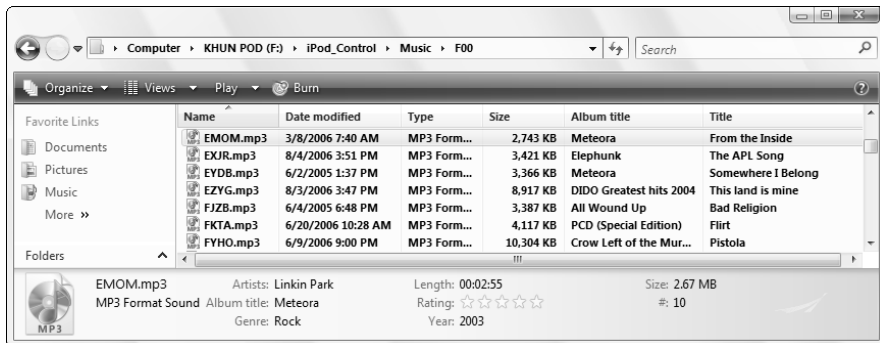 Computer KHUN POD (F:) iPod_Control Music F00 Search
Organize Views Play Burn
Favorite Links
Documents
Pictures
Music
More »
Folders
Name Date modified Type Size Album title Title
EMOM.mp3 3/8/2006 7:40 AM MP3 Form... 2,743 KB Meteora From the Inside
EXJR.mp3 8/4/2006 3:51 PM MP3 Form... 3,421 KB Elephunk The APL Song
EYDB.mp3 6/2/2005 1:37 PM MP3 Form... 3,366 KB Meteora Somewhere I Belong
EZYG.mp3 8/3/2006 3:47 PM MP3 Form... 8,917 KB DIDO Greatest hits 2004 This land is mine
FJZB.mp3 6/4/2005 6:48 PM MP3 Form... 3,387 KB All Wound Up Bad Religion
FKTA.mp3 6/20/2006 10:28 AM MP3 Form... 4,117 KB PCD (Special Edition) Flirt
FYHO.mp3 6/9/2006 9:00 PM MP3 Form... 10,304 KB Crow Left of the Mur... Pistola
EMOM.mp3 Artists: Linkin Park Length: 00:02:55 Size: 2.67 MB
MP3 Format Sound Album title: Meteora Rating: #: 10
Genre: Rock Year: 2003
MP3